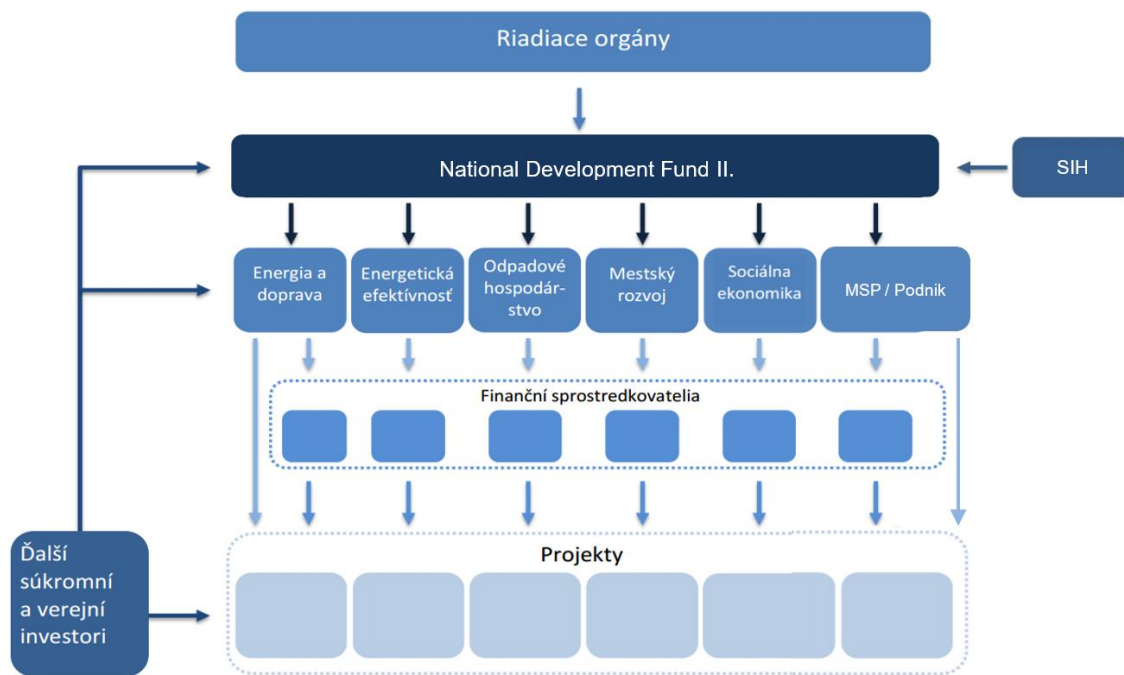 Riadiace orgány
National Development Fund II.
SIH
Energia a
doprava
Energetická
efektívnosť
Odpadové
hospodár-
stvo
Mestský
rozvoj
Sociálna
ekonomika
MSP / Podnik
Finanční sprostredkovatelia
Projekty
Ďalší
súkromní
a verejní
investori